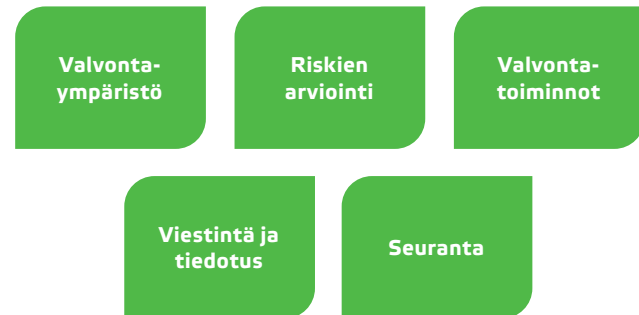 Valvonta-
ympäristö
Riskien
arviointi
Valvonta-
toiminnot
Viestintä ja
tiedotus
Seuranta